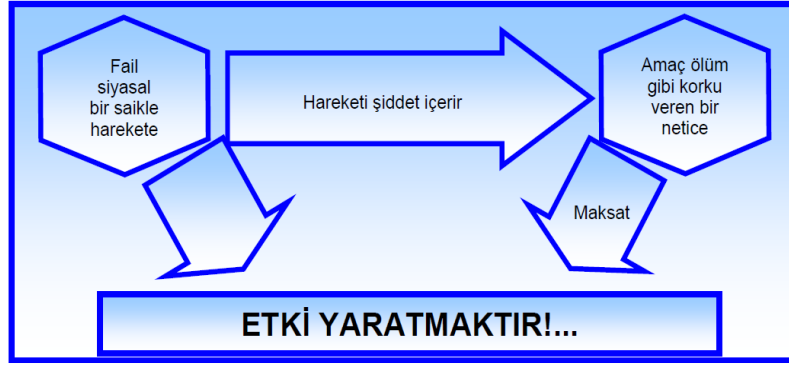 Fail
siyasal
bir saikle
harekete
Hareketi şiddet içerir
Amaç ölüm
gibi korku
veren bir
netice
Maksat
ETKİ YARATMAKTIR!...